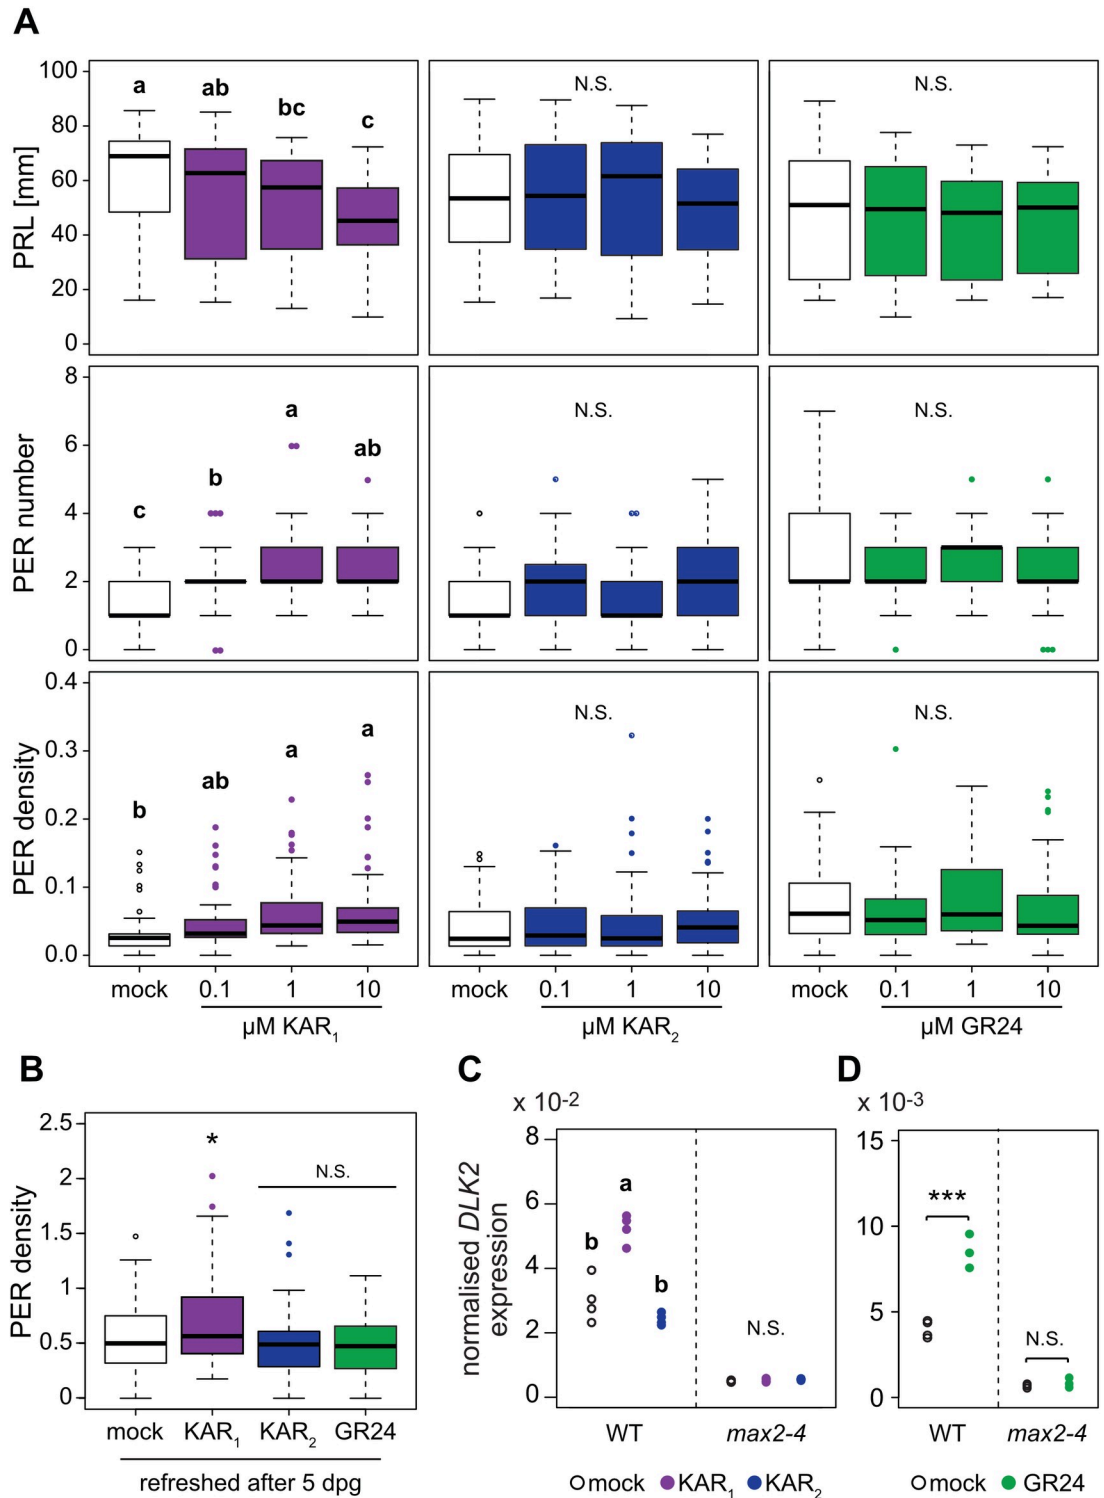 A
PRL [mm]
100
80
60
40
20
0
a
ab
bc
c
N.S.
N.S.
PER number
8
6
4
2
0
c
b
a
ab
N.S.
N.S.
PER density
0.4
0.3
0.2
0.1
0.0
b
ab
a
a
N.S.
N.S.
mock 0.1 1 10
mock 0.1 1 10
mock 0.1 1 10
µM KAR₁
µM KAR₂
µM GR24
B
PER density
2.5
2
1.5
1
0.5
0
*
N.S.
mock KAR₁ KAR₂ GR24
refreshed after 5 dpg
C
x 10-2
normalised DLK2
expression
8
6
4
2
0
b
a
b
N.S.
WT max2-4
mock KAR₁ KAR₂
D
x 10-3
15
10
5
0
***
N.S.
WT max2-4
mock GR24